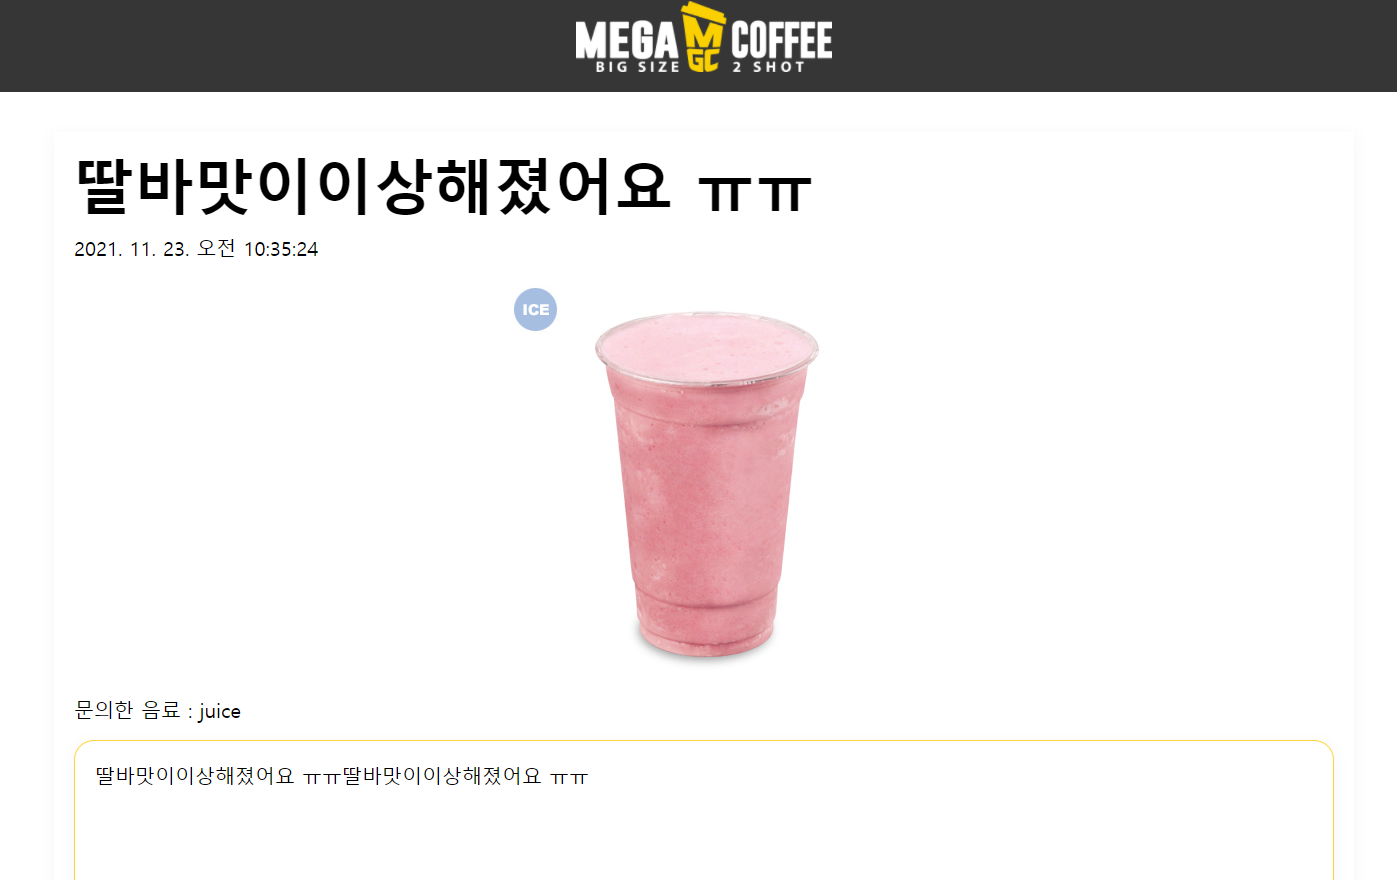 MEGA MGC COFFEE
BIG SIZE 2 SHOT
딸바맛이이상해졌어요 ㅠㅠ
2021. 11. 23. 오전 10:35:24
ICE
문의한 음료 : juice
딸바맛이이상해졌어요 ㅠㅠ딸바맛이이상해졌어요 ㅠㅠ